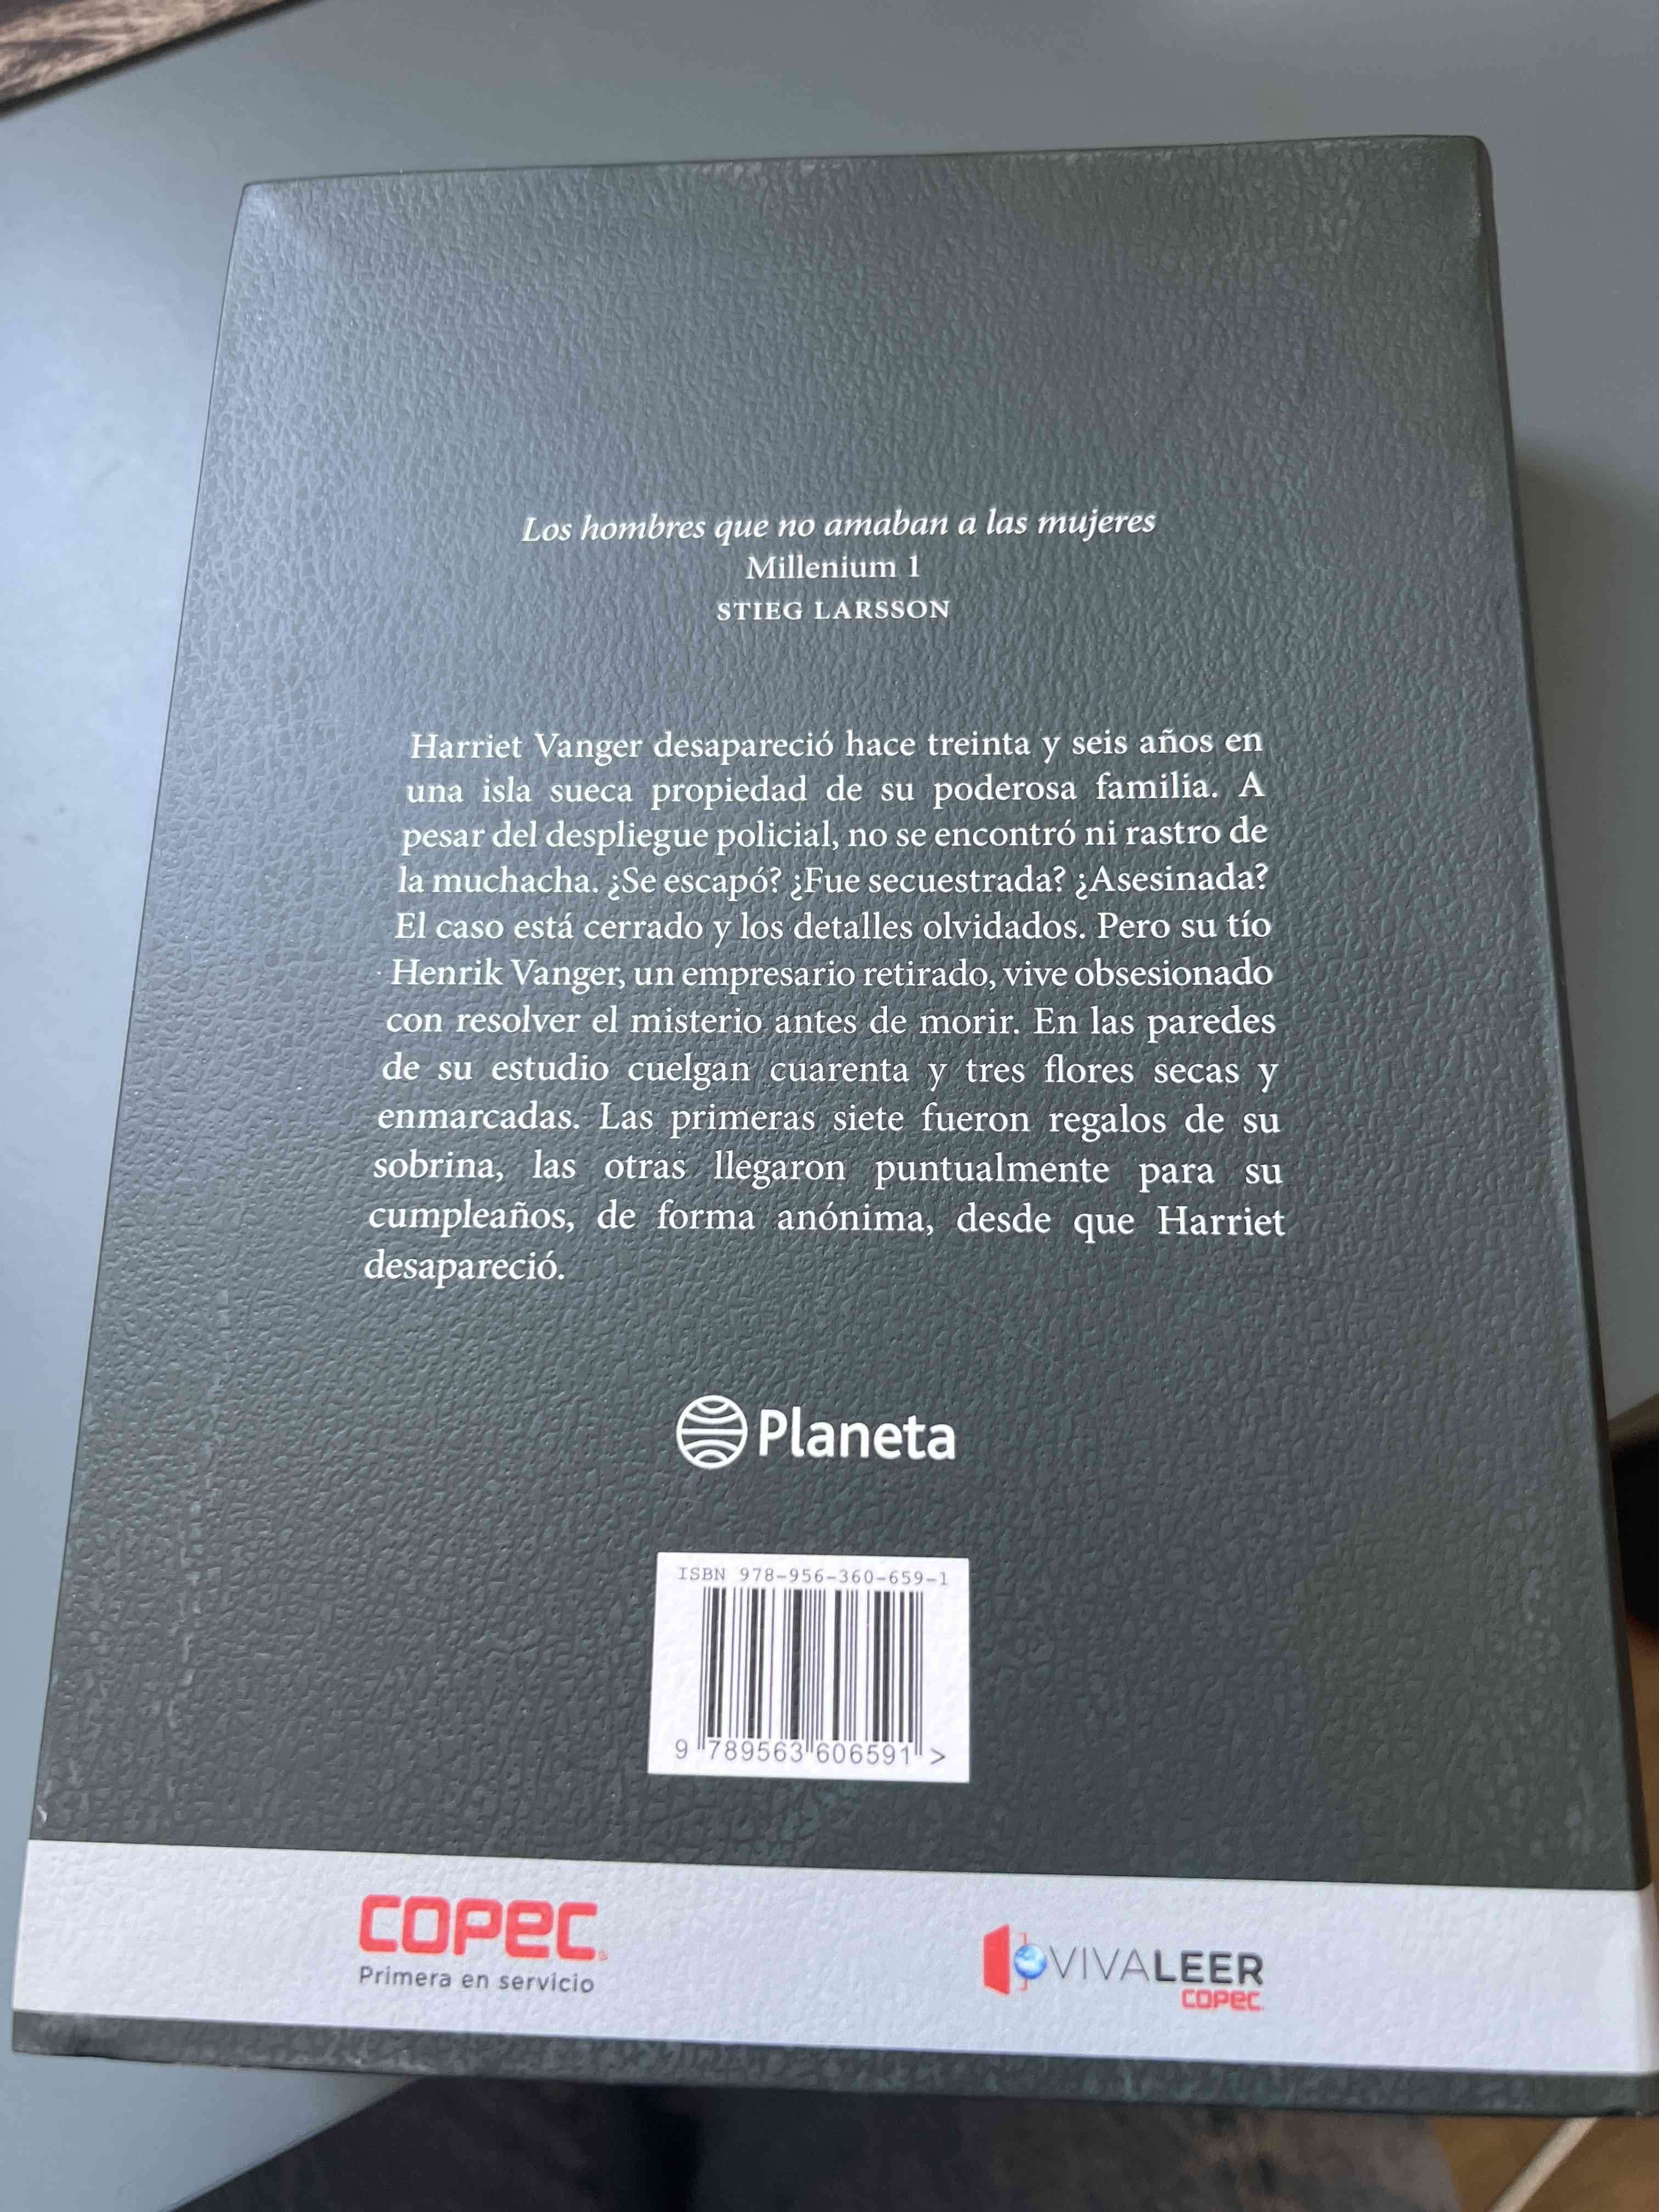 Los hombres que no amaban a las mujeres
Millenium 1
STIEG LARSSON
Harriet Vanger desapareció hace treinta y seis años en
una isla sueca propiedad de su poderosa familia. A
pesar del despliegue policial, no se encontró ni rastro de
la muchacha. ¿Se escapó? ¿Fue secuestrada? ¿Asesinada?
El caso está cerrado y los detalles olvidados. Pero su tío
Henrik Vanger, un empresario retirado, vive obsesionado
con resolver el misterio antes de morir. En las paredes
de su estudio cuelgan cuarenta y tres flores secas y
enmarcadas. Las primeras siete fueron regalos de su
sobrina, las otras llegaron puntualmente para su
cumpleaños, de forma anónima, desde que Harriet
desapareció.
Planeta
ISBN 978-956-360-659-1
9 789563 606591 >
COPEC®
Primera en servicio
VIVALEER
COPEC